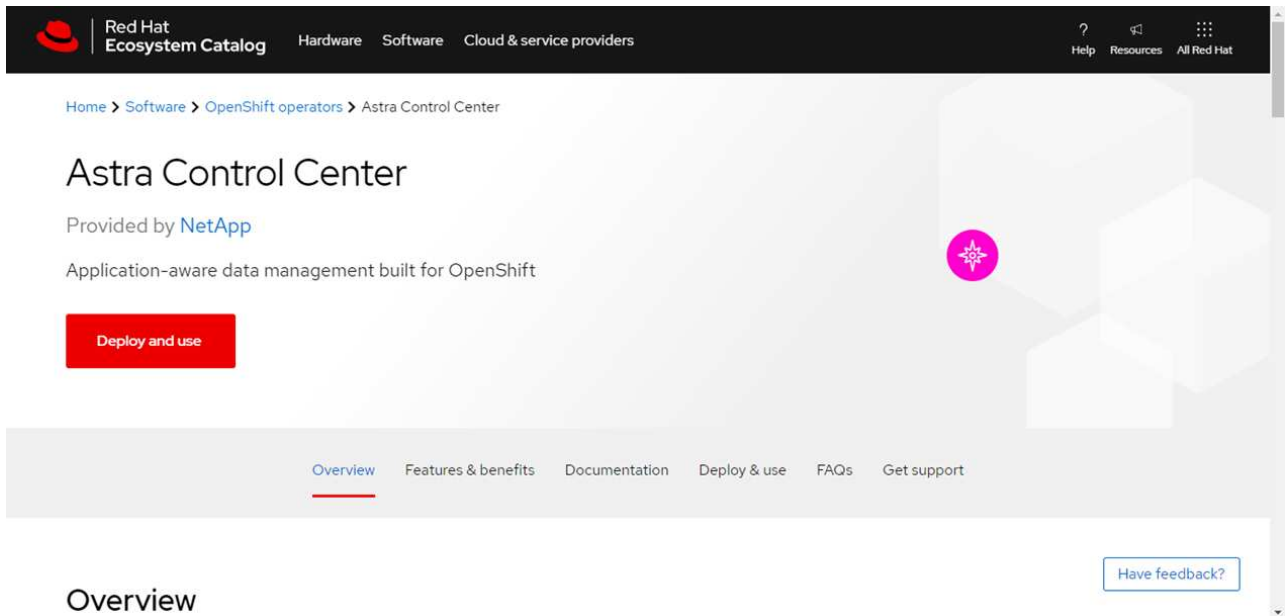 Red Hat
Ecosystem Catalog
Hardware Software Cloud & service providers
?
Help Resources All Red Hat
Home > Software > OpenShift operators > Astra Control Center
Astra Control Center
Provided by NetApp
Application-aware data management built for OpenShift
Deploy and use
Overview Features & benefits Documentation Deploy & use FAQs Get support
Have feedback?
Overview